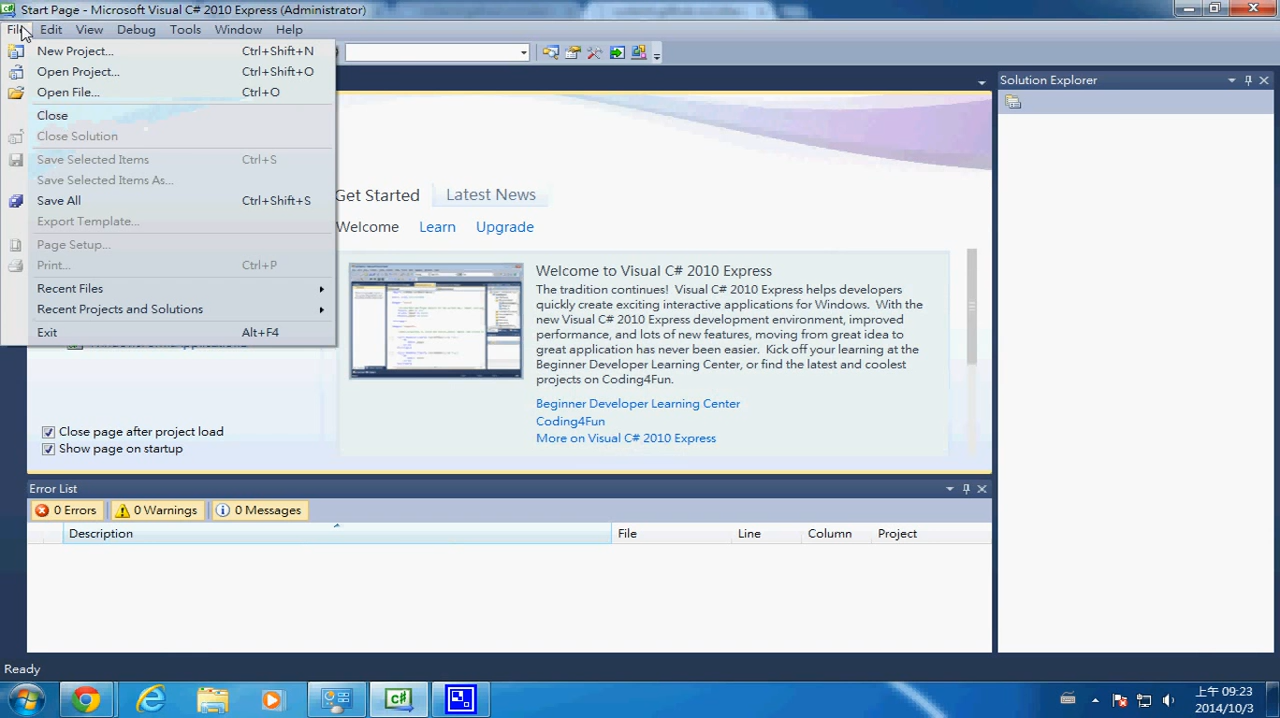 Start Page - Microsoft Visual C# 2010 Express (Administrator)
File Edit View Debug Tools Window Help
New Project... Ctrl+Shift+N
Open Project... Ctrl+Shift+O
Open File... Ctrl+O
Close
Close Solution
Save Selected Items Ctrl+S
Save Selected Items As...
Save All Ctrl+Shift+S
Export Template...
Page Setup...
Print... Ctrl+P
Recent Files
Recent Projects and Solutions
Exit Alt+F4
Close page after project load
Show page on startup
Get Started Latest News
Welcome Learn Upgrade
Welcome to Visual C# 2010 Express
The tradition continues! Visual C# 2010 Express helps developers
quickly create exciting interactive applications for Windows. With the
new Visual C# 2010 Express development environment, improved
performance, and lots of new features, moving from great idea to
great application has never been easier. Kick off your learning at the
Beginner Developer Learning Center, or find the latest and coolest
projects on Coding4Fun.
Beginner Developer Learning Center
Coding4Fun
More on Visual C# 2010 Express
Solution Explorer
Error List
0 Errors 0 Warnings 0 Messages
Description File Line Column Project
Ready
上午 09:23
2014/10/3